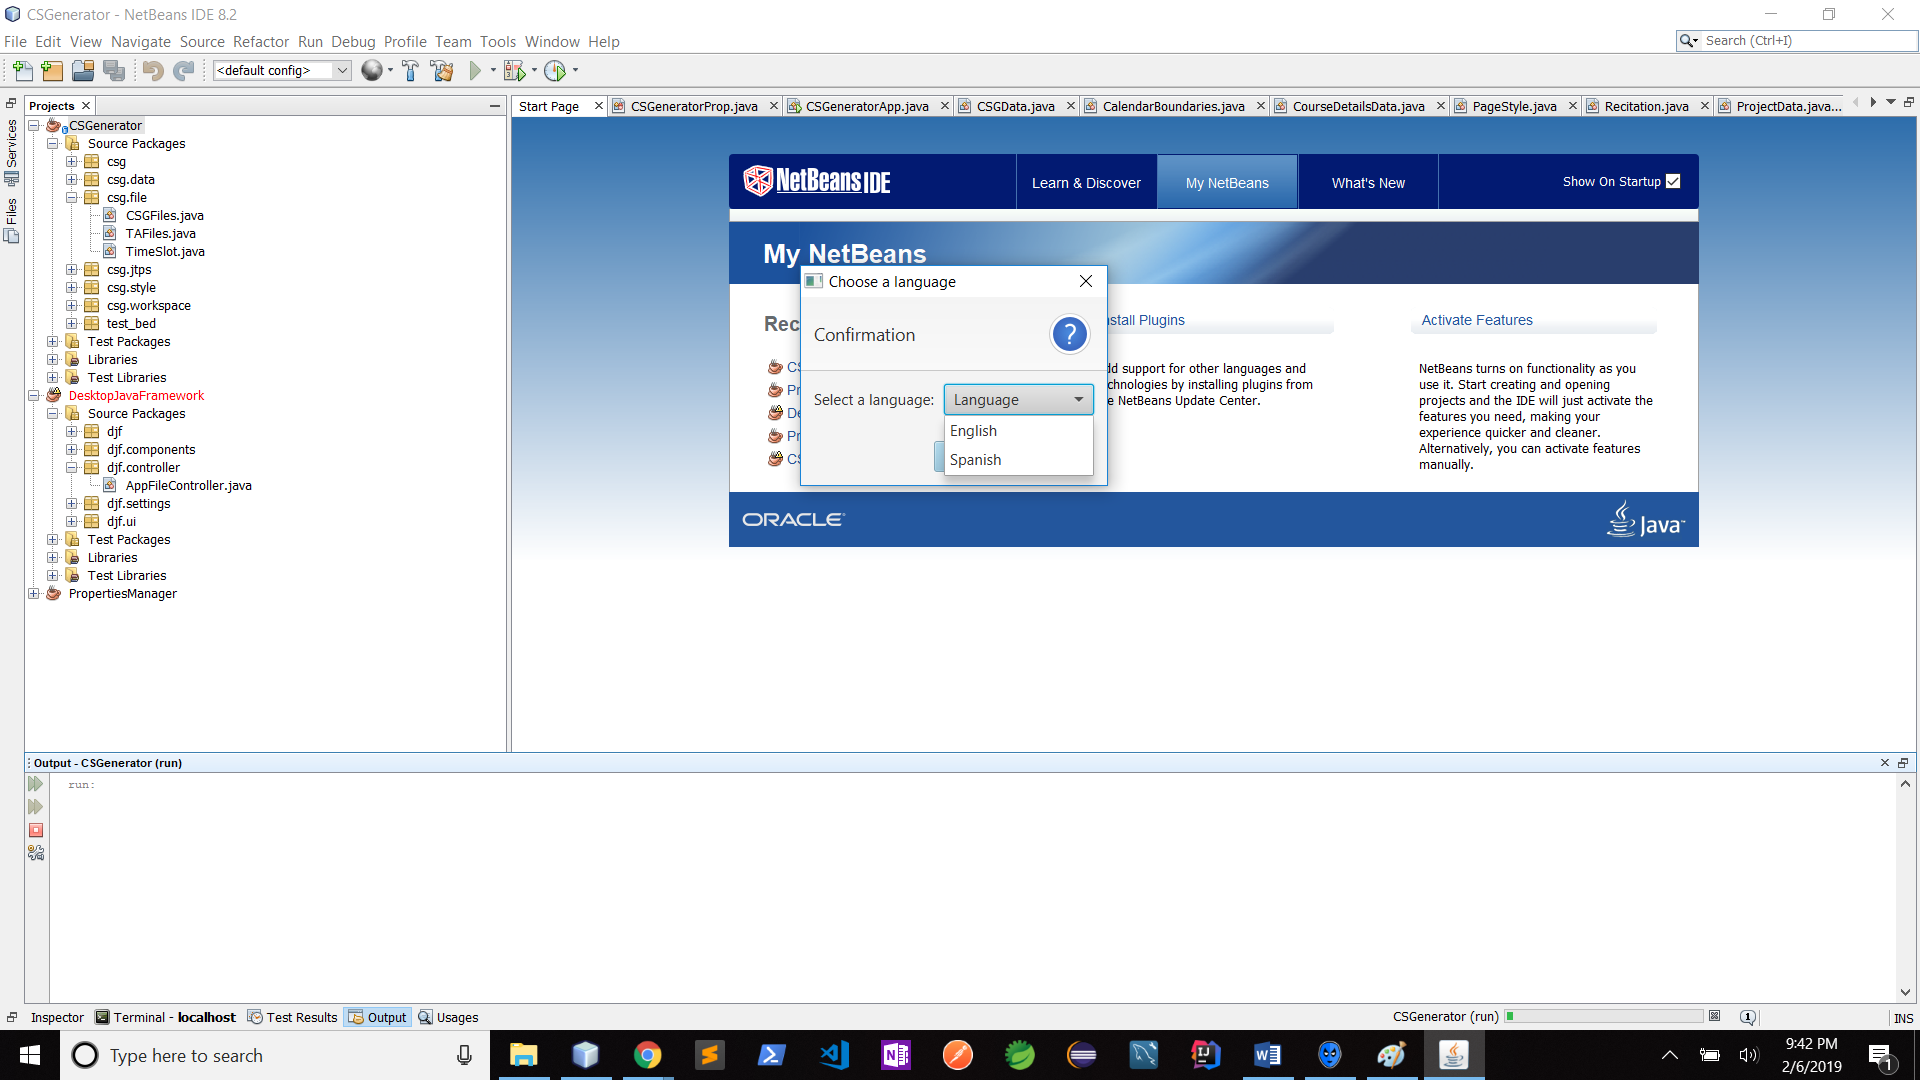 CSGenerator - NetBeans IDE 8.2
File Edit View Navigate Source Refactor Run Debug Profile Team Tools Window Help
Search (Ctrl+I)
<default config>
Projects
Start Page
CSGeneratorProp.java
CSGeneratorApp.java
CSGData.java
CalendarBoundaries.java
CourseDetailsData.java
PageStyle.java
Recitation.java
ProjectData.java...
Services
Files
CSGenerator
Source Packages
csg
csg.data
csg.file
CSGFiles.java
TAFiles.java
TimeSlot.java
csg.jtps
csg.style
csg.workspace
test_bed
Test Packages
Libraries
Test Libraries
DesktopJavaFramework
Source Packages
djf
djf.components
djf.controller
AppFileController.java
djf.settings
djf.ui
Test Packages
Libraries
Test Libraries
PropertiesManager
NetBeans IDE
Learn & Discover
My NetBeans
What's New
Show On Startup
My NetBeans
Choose a language
Confirmation
?
Select a language:
Language
English
Spanish
Rec
CS
Pr
De
Pr
CS
stall Plugins
dd support for other languages and
chnologies by installing plugins from
e NetBeans Update Center.
Activate Features
NetBeans turns on functionality as you
use it. Start creating and opening
projects and the IDE will just activate the
features you need, making your
experience quicker and cleaner.
Alternatively, you can activate features
manually.
ORACLE
Java
Output - CSGenerator (run)
run:
Inspector
Terminal - localhost
Test Results
Output
Usages
CSGenerator (run)
1
INS
Type here to search
9:42 PM
2/6/2019
1